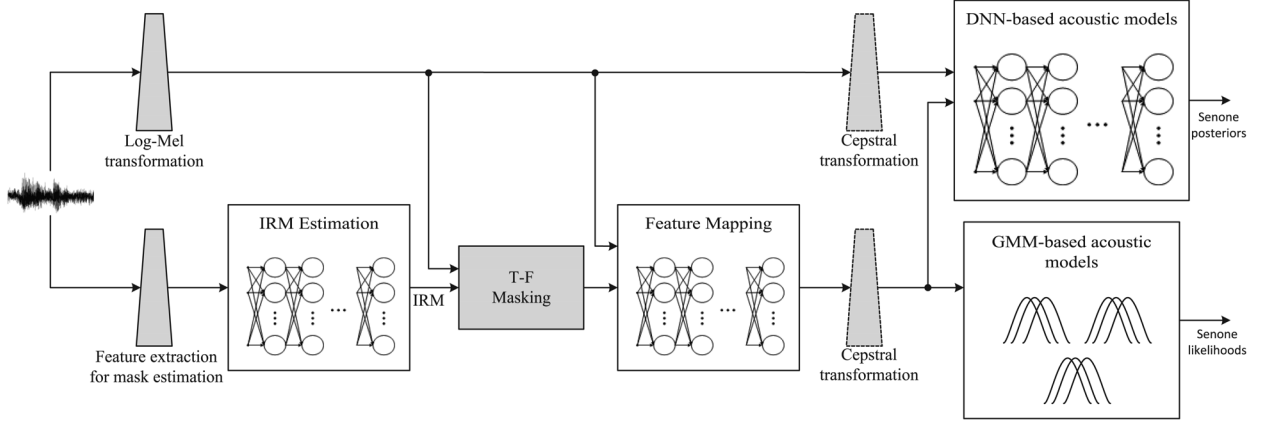 DNN-based acoustic models
Senone
posteriors
Log-Mel
transformation
Cepstral
transformation
IRM Estimation
IRM
T-F
Masking
Feature Mapping
GMM-based acoustic
models
Senone
likelihoods
Feature extraction
for mask estimation
Cepstral
transformation